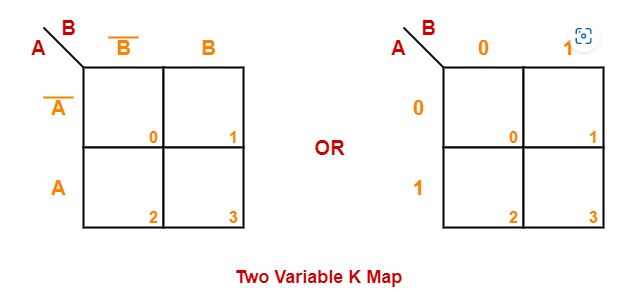 B B
A B̅ B 0 1
A
A̅ 0
0 1 0 1
OR
A 1
2 3 2 3
Two Variable K Map